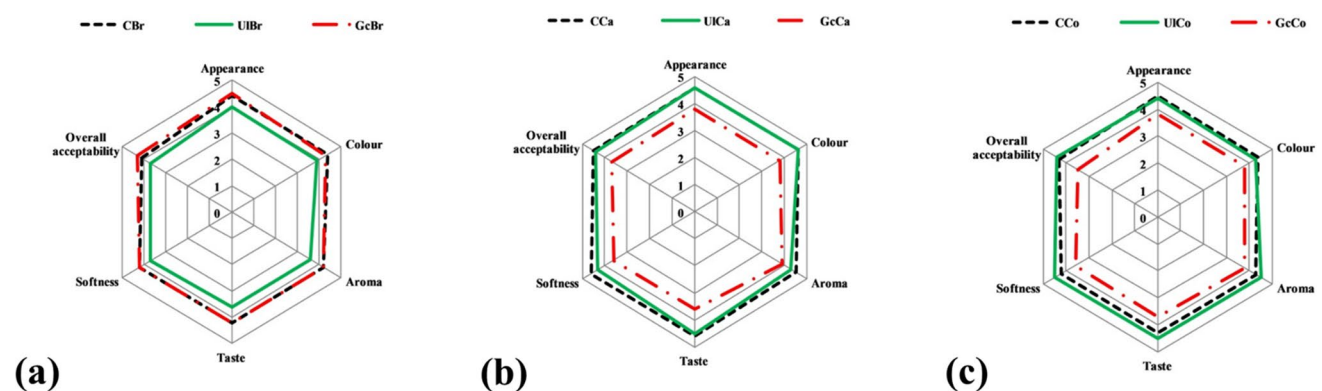 CBr UlBr GcBr
Appearance
5
4
3
2
1
0
Colour
Aroma
Taste
Softness
Overall
acceptability
(a)
CCa UlCa GcCa
Appearance
5
4
3
2
1
0
Colour
Aroma
Taste
Softness
Overall
acceptability
(b)
CCo UlCo GcCo
Appearance
5
4
3
2
1
0
Colour
Aroma
Taste
Softness
Overall
acceptability
(c)